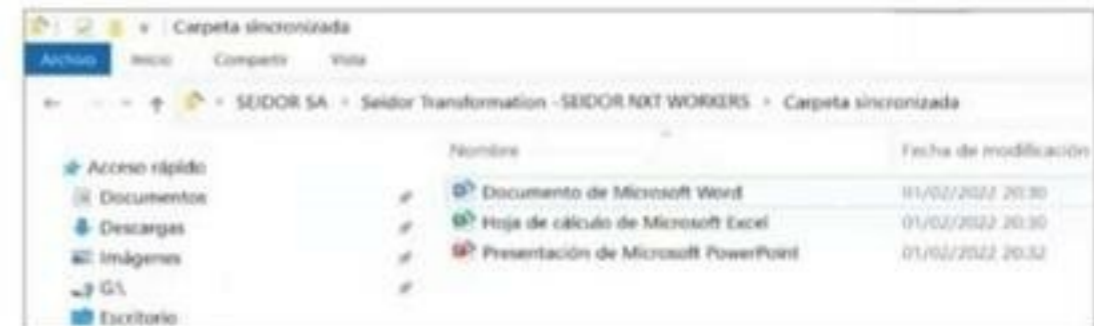 Carpeta sincronizada
Archivo Inicio Compartir Vista
SEIDOR SA Seidor Transformation - SEIDOR NXT WORKERS Carpeta sincronizada
Nombre Fecha de modificación
Acceso rápido
Documentos
Descargas
Imágenes
G:\
Escritorio
Documento de Microsoft Word 01/02/2022 20:30
Hoja de cálculo de Microsoft Excel 01/02/2022 20:30
Presentación de Microsoft PowerPoint 01/02/2022 20:32